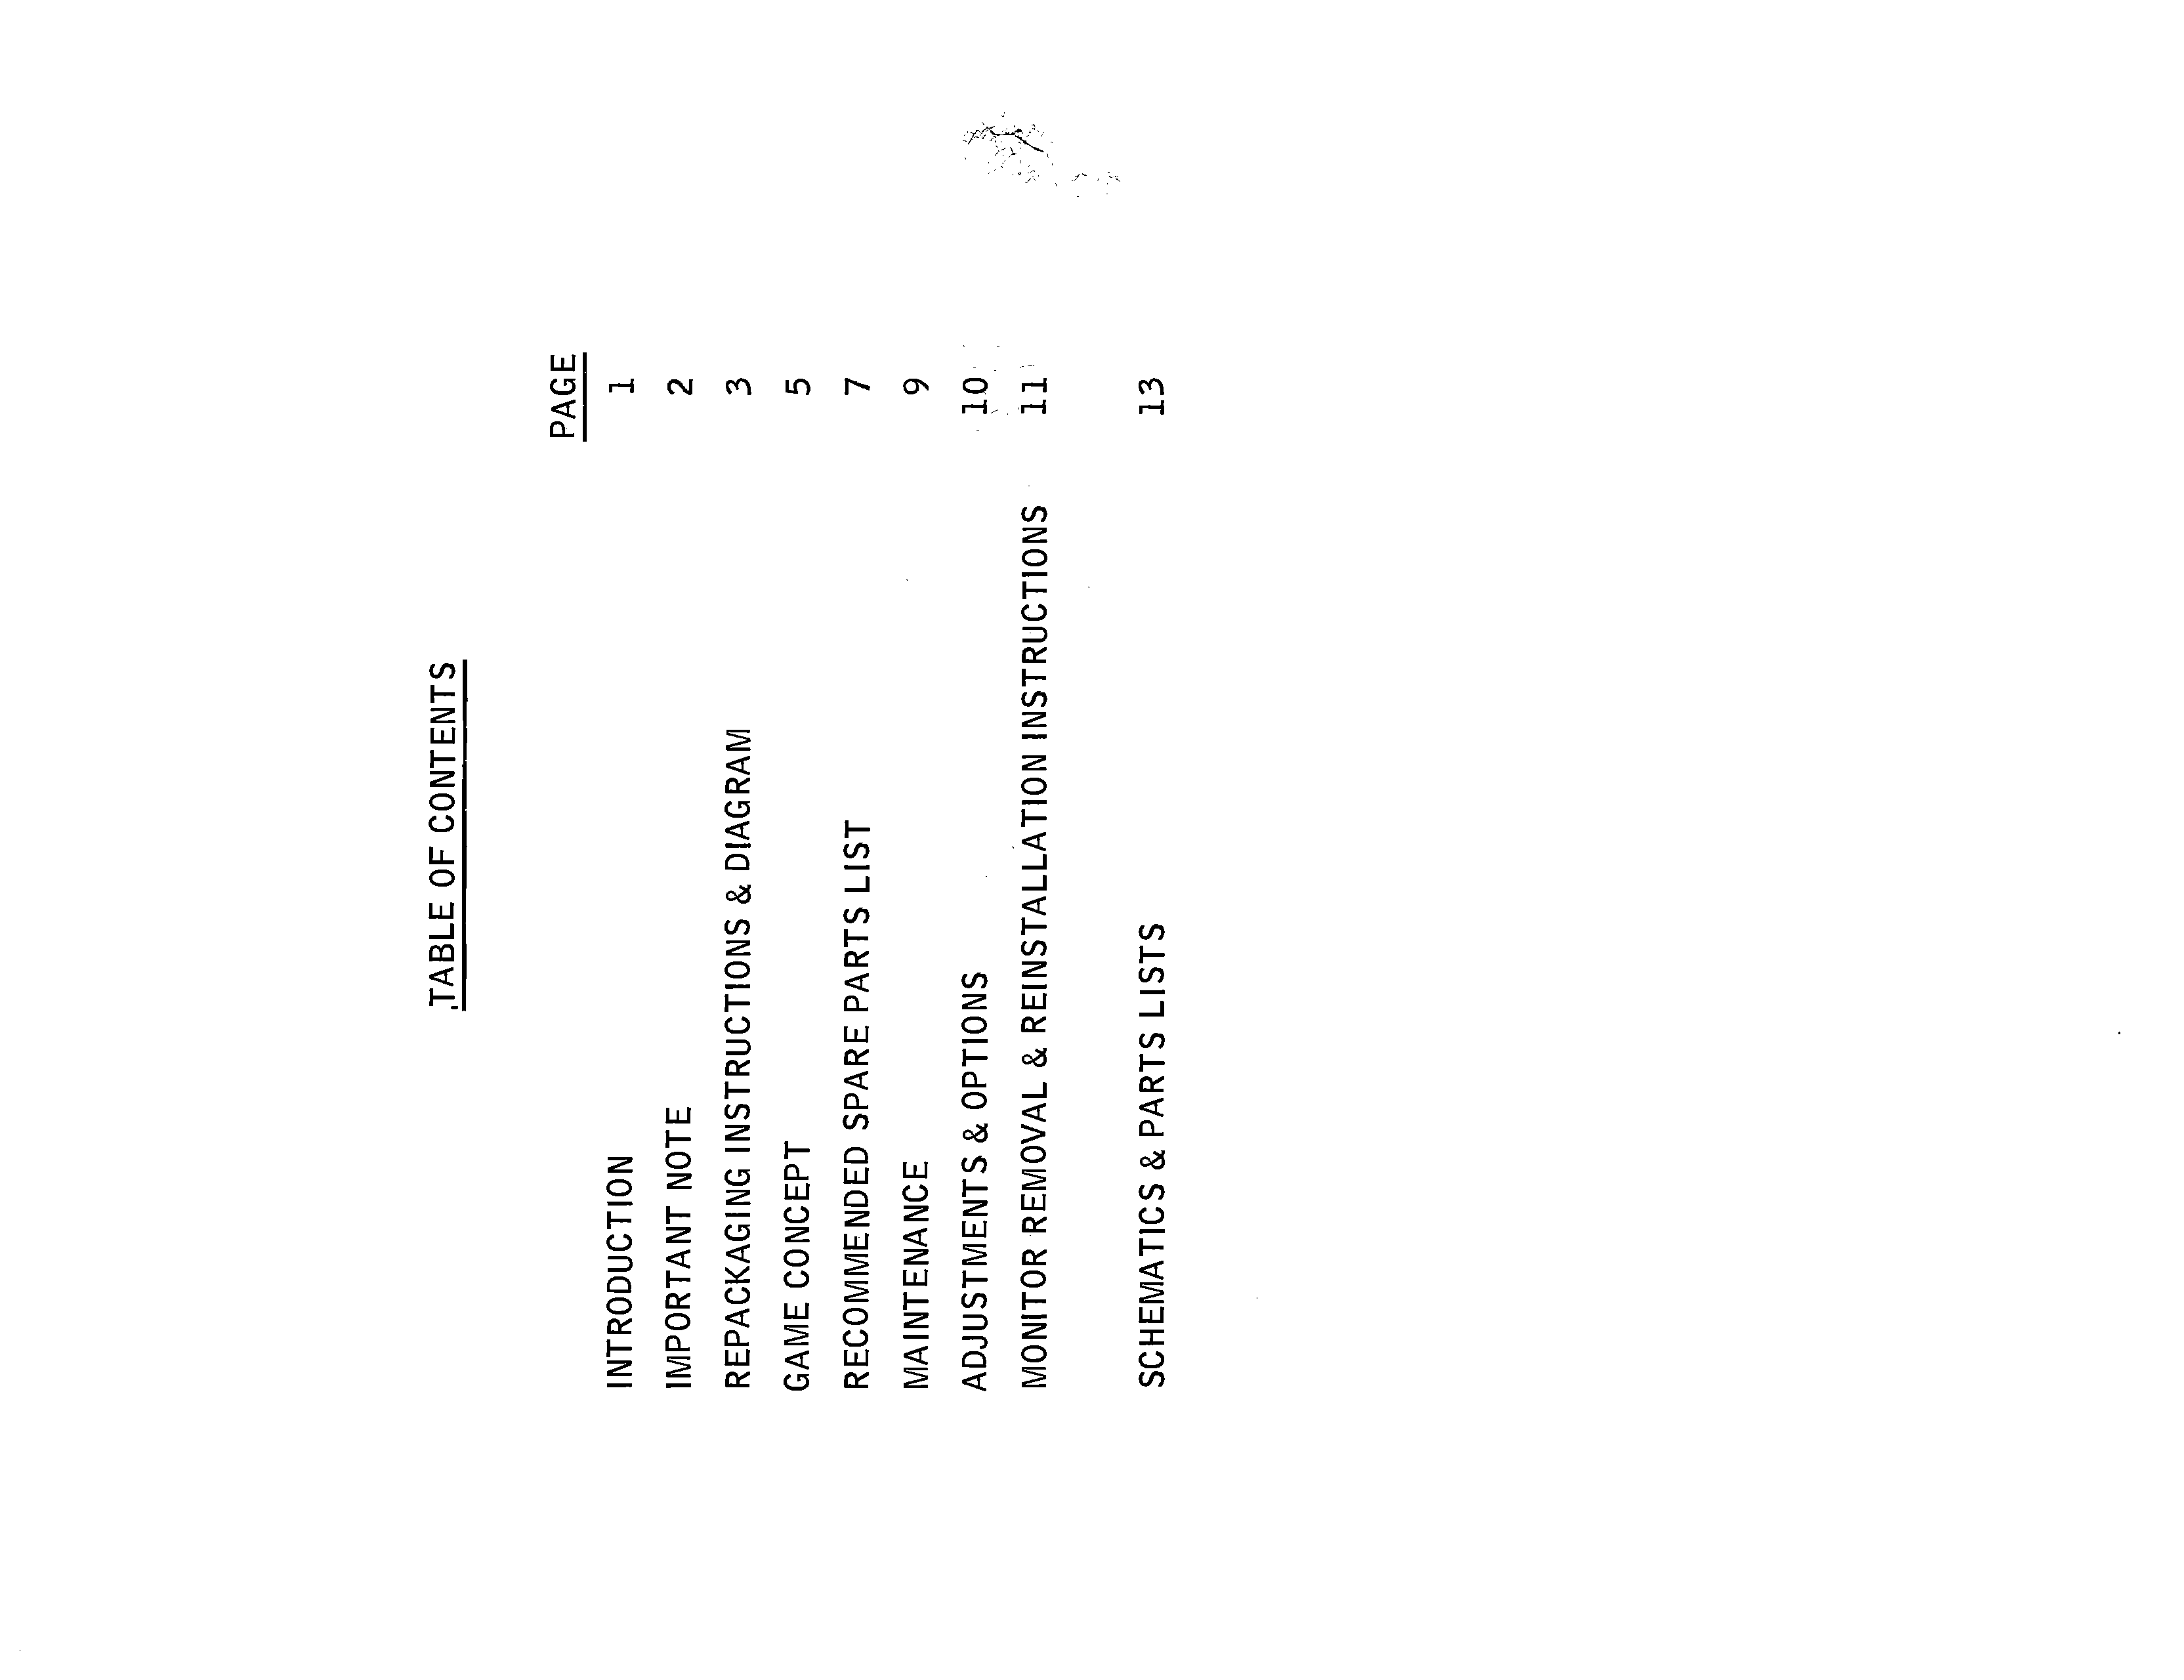 TABLE OF CONTENTS
PAGE
INTRODUCTION 1
IMPORTANT NOTE 2
REPACKAGING INSTRUCTIONS & DIAGRAM 3
GAME CONCEPT 5
RECOMMENDED SPARE PARTS LIST 7
MAINTENANCE 9
ADJUSTMENTS & OPTIONS 10
MONITOR REMOVAL & REINSTALLATION INSTRUCTIONS 11
SCHEMATICS & PARTS LISTS 13